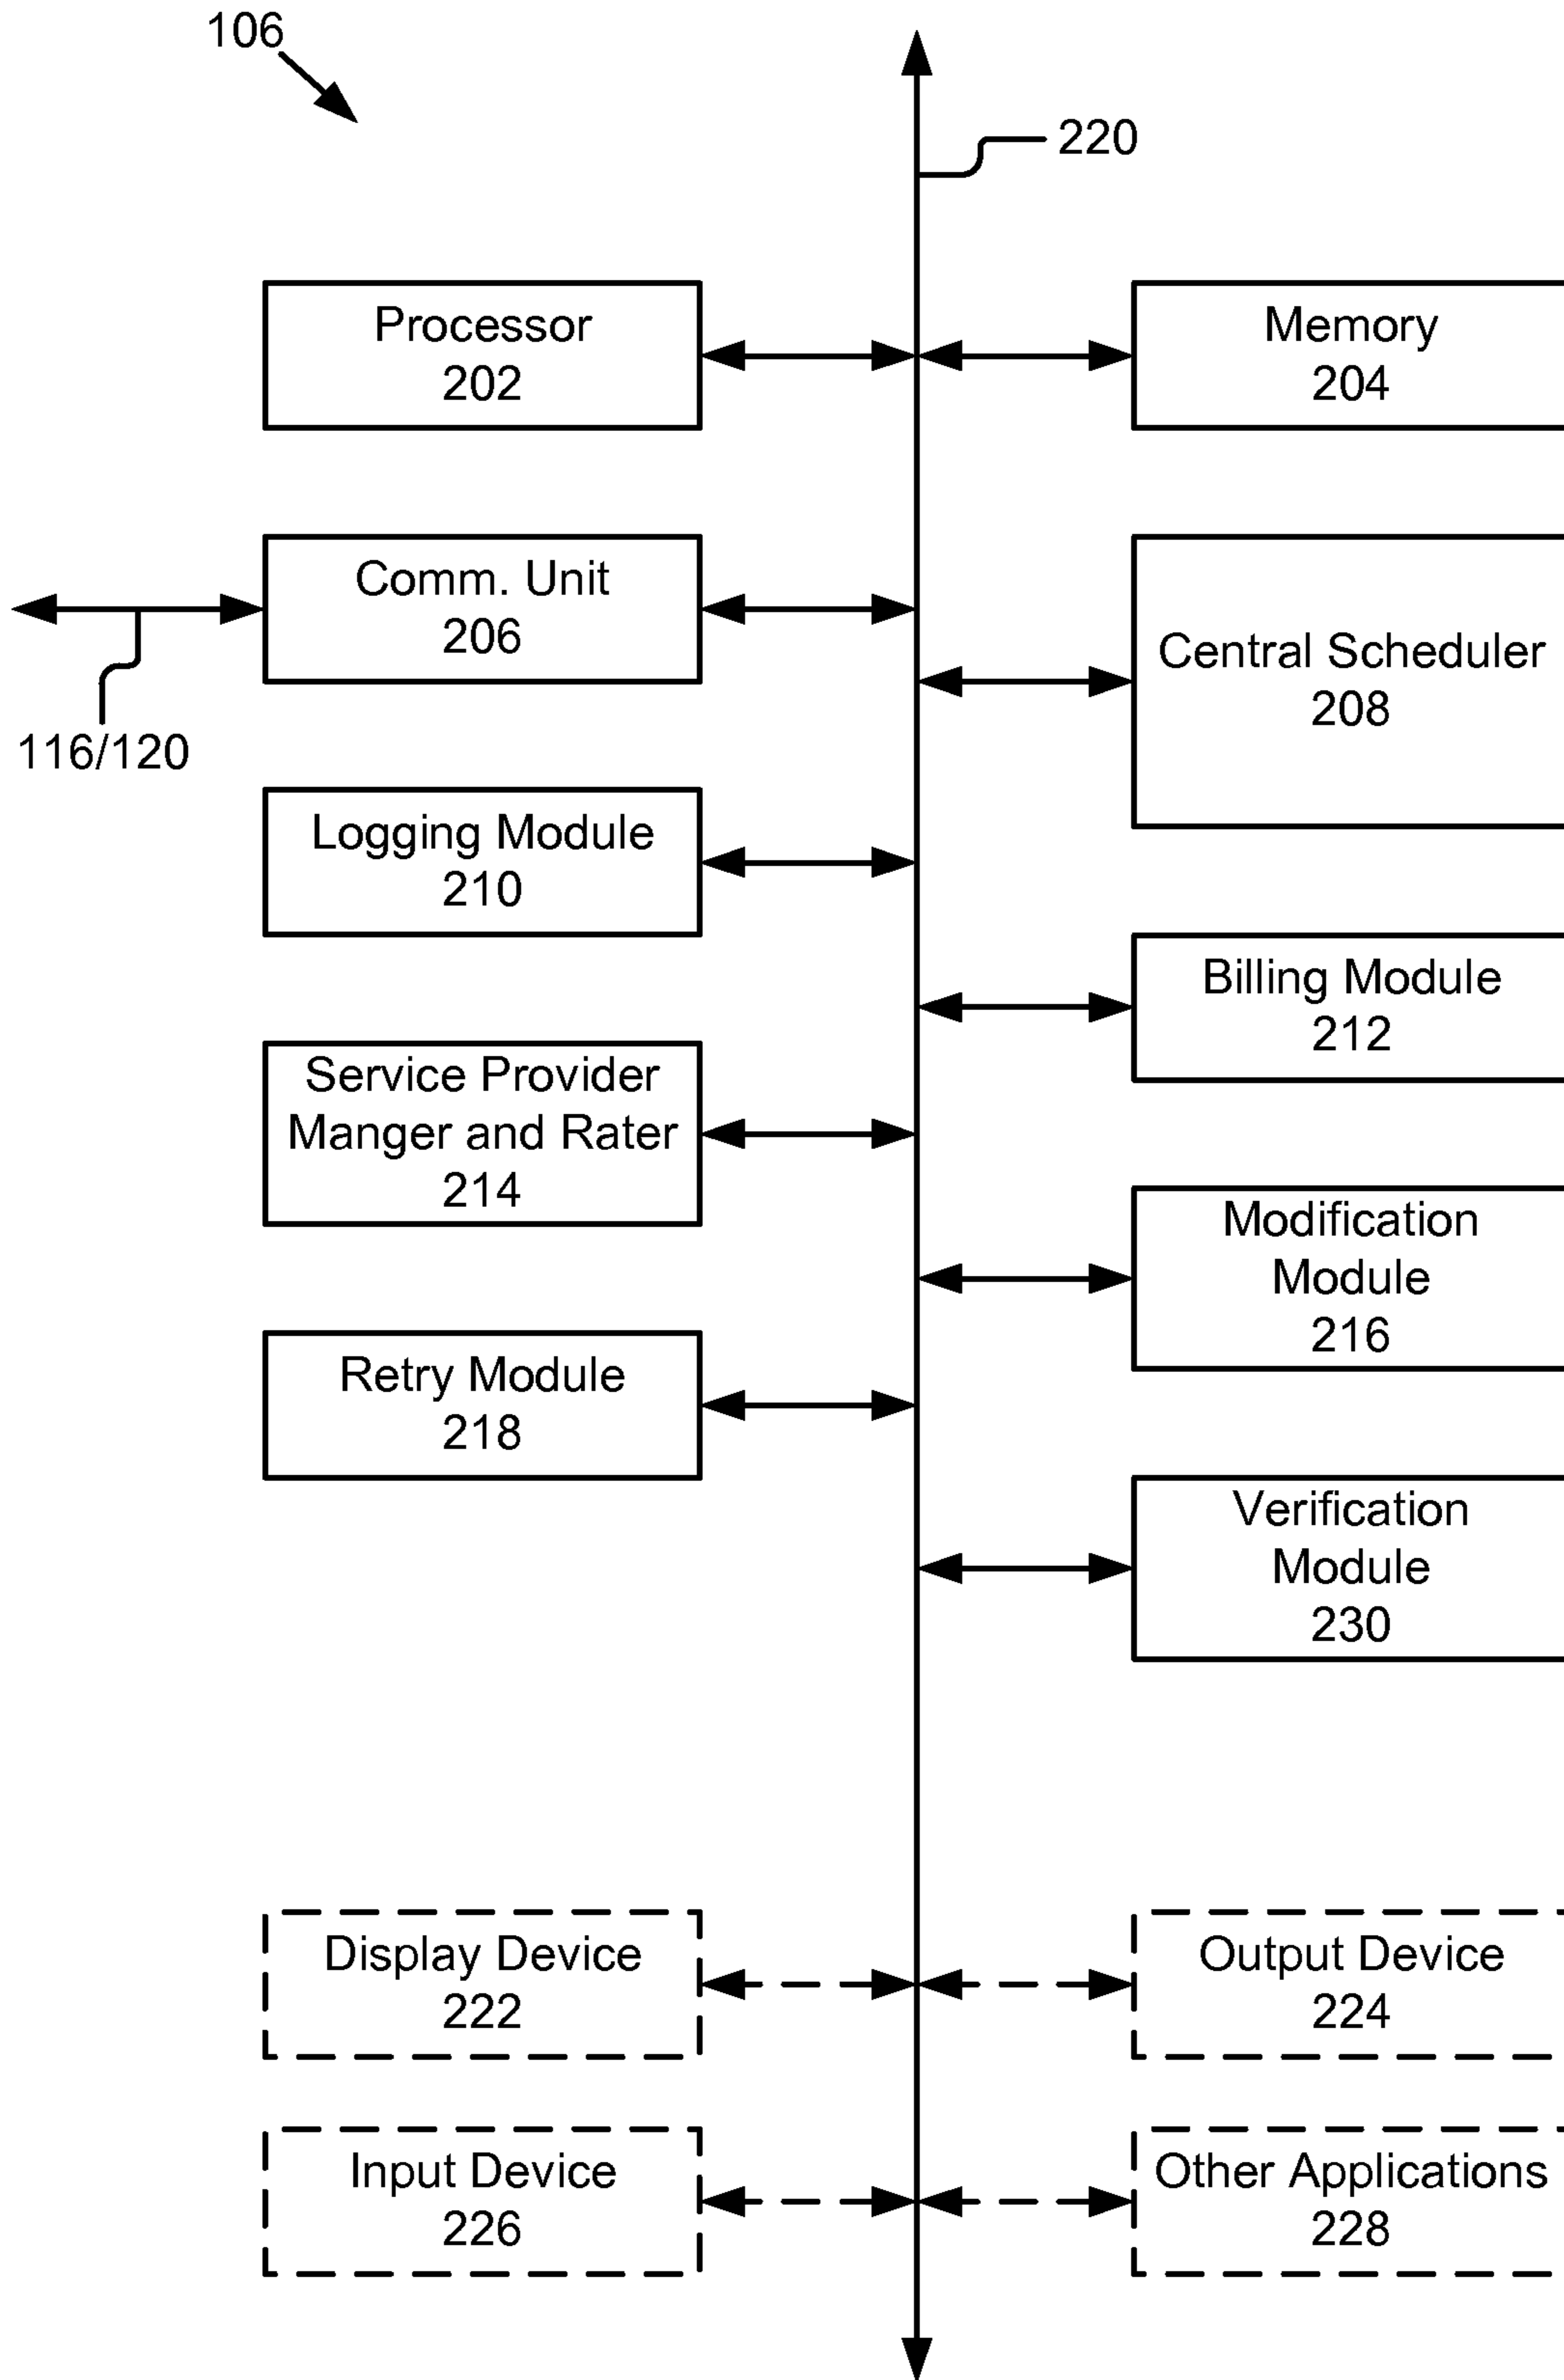 106
220
Processor
202
Memory
204
Comm. Unit
206
Central Scheduler
208
116/120
Logging Module
210
Billing Module
212
Service Provider
Manger and Rater
214
Modification
Module
216
Retry Module
218
Verification
Module
230
Display Device
222
Output Device
224
Input Device
226
Other Applications
228